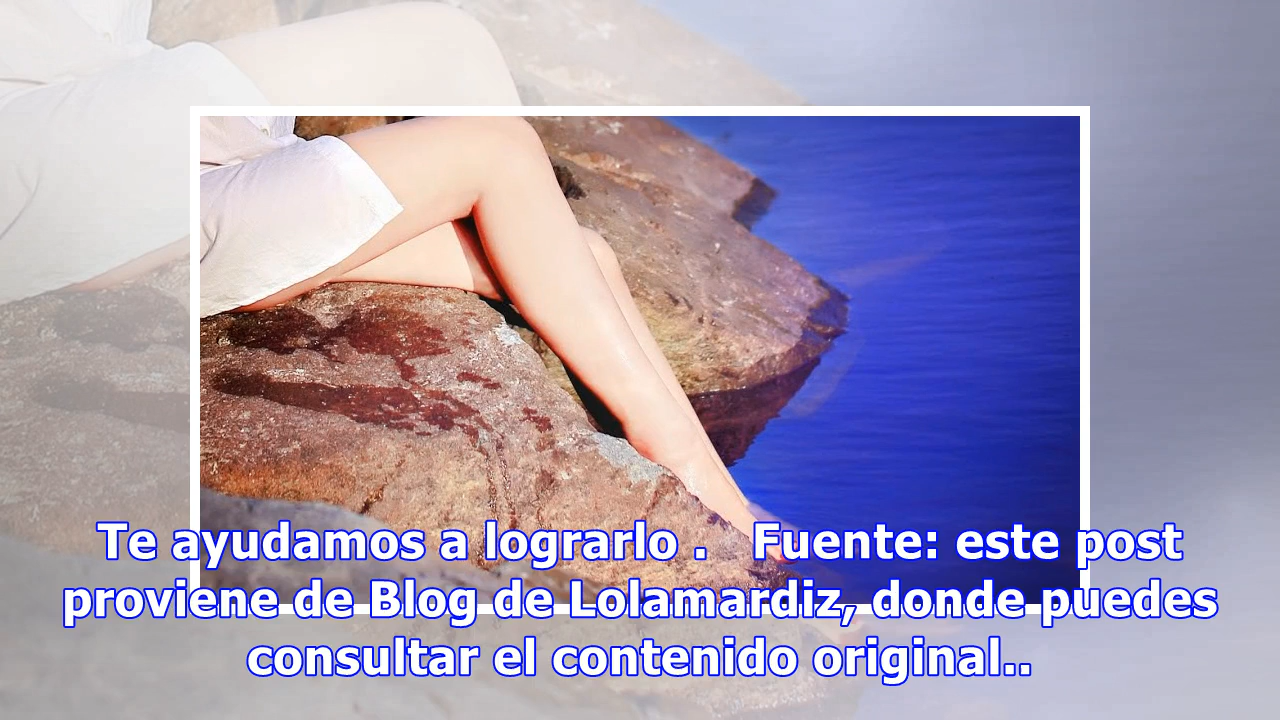 Te ayudamos a lograrlo .   Fuente: este post
proviene de Blog de Lolamardiz, donde puedes
consultar el contenido original..